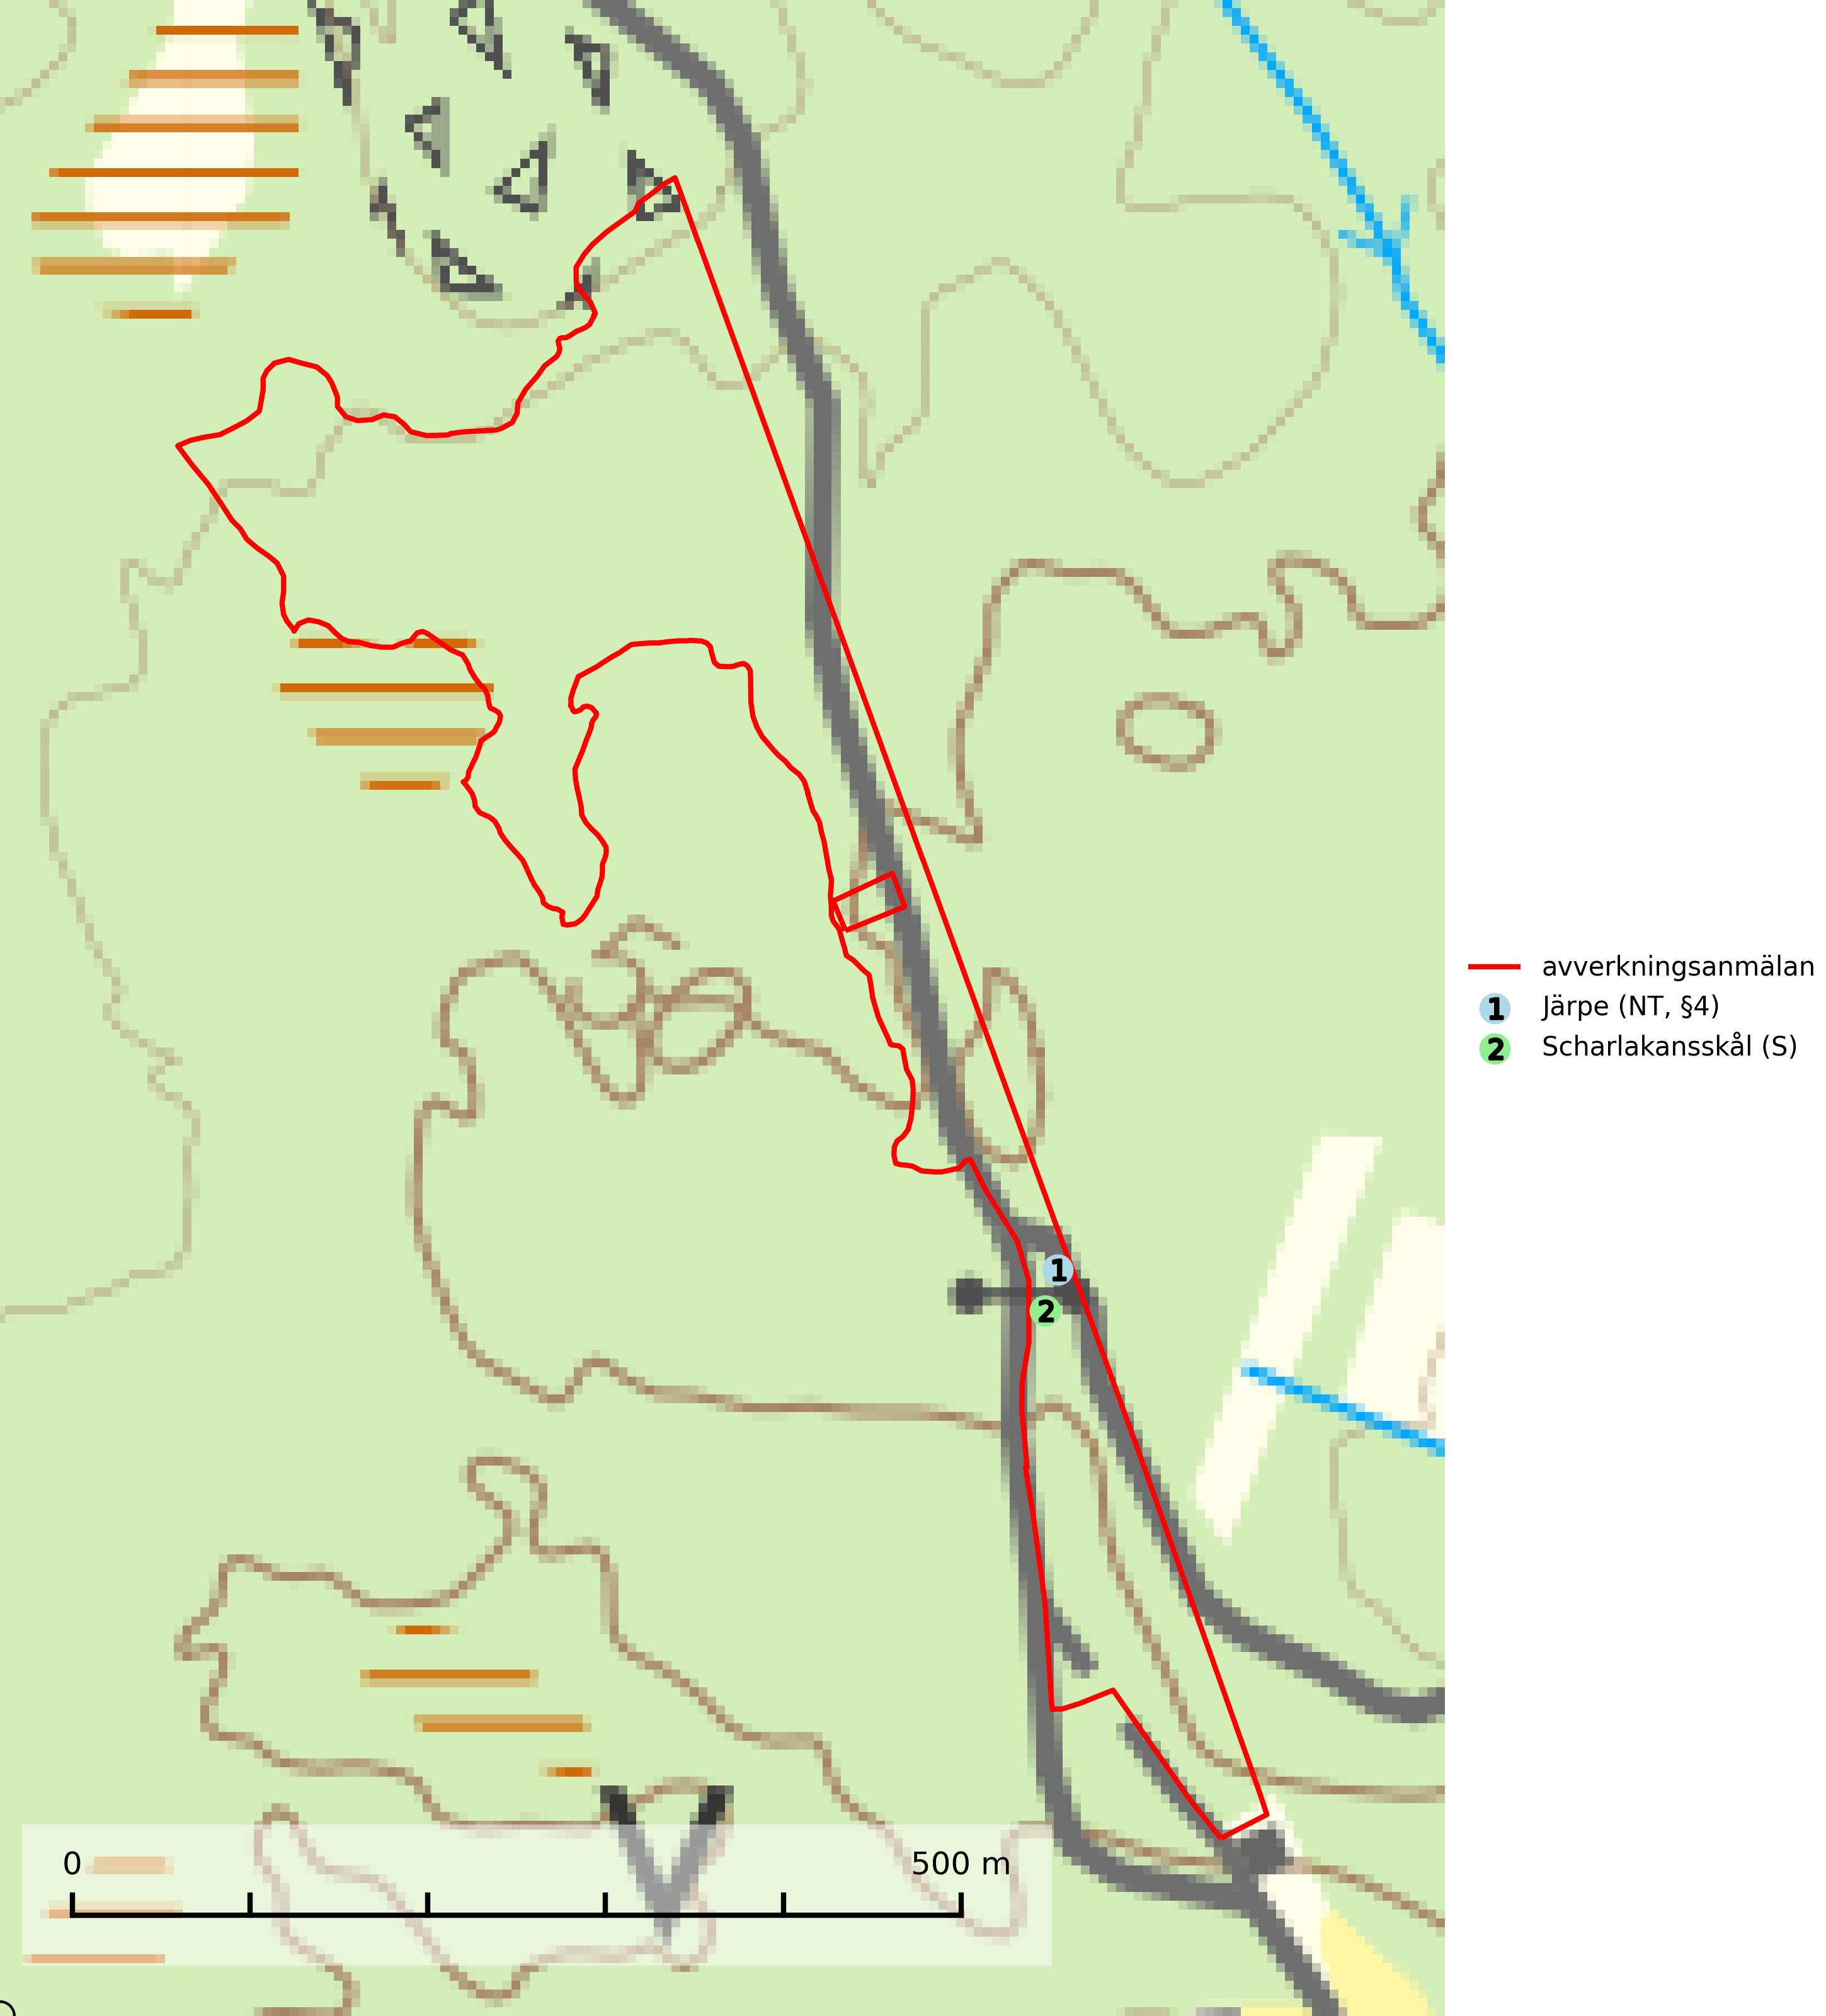 avverkningsanmälan
1 Järpe (NT, §4)
2 Scharlakansskål (S)
1
2
0 500 m